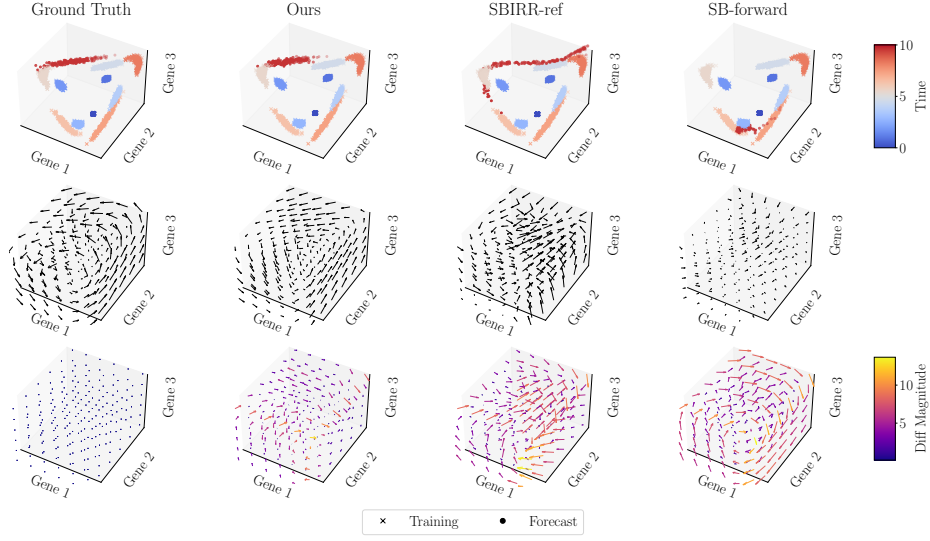 Ground Truth
Ours
SBIRR-ref
SB-forward
Gene 1
Gene 2
Gene 3
Gene 1
Gene 2
Gene 3
Gene 1
Gene 2
Gene 3
Gene 1
Gene 2
Gene 3
10
5
0
Time
Gene 1
Gene 2
Gene 3
Gene 1
Gene 2
Gene 3
Gene 1
Gene 2
Gene 3
Gene 1
Gene 2
Gene 3
Gene 1
Gene 2
Gene 3
Gene 1
Gene 2
Gene 3
Gene 1
Gene 2
Gene 3
Gene 1
Gene 2
Gene 3
10
5
Diff Magnitude
Training
Forecast